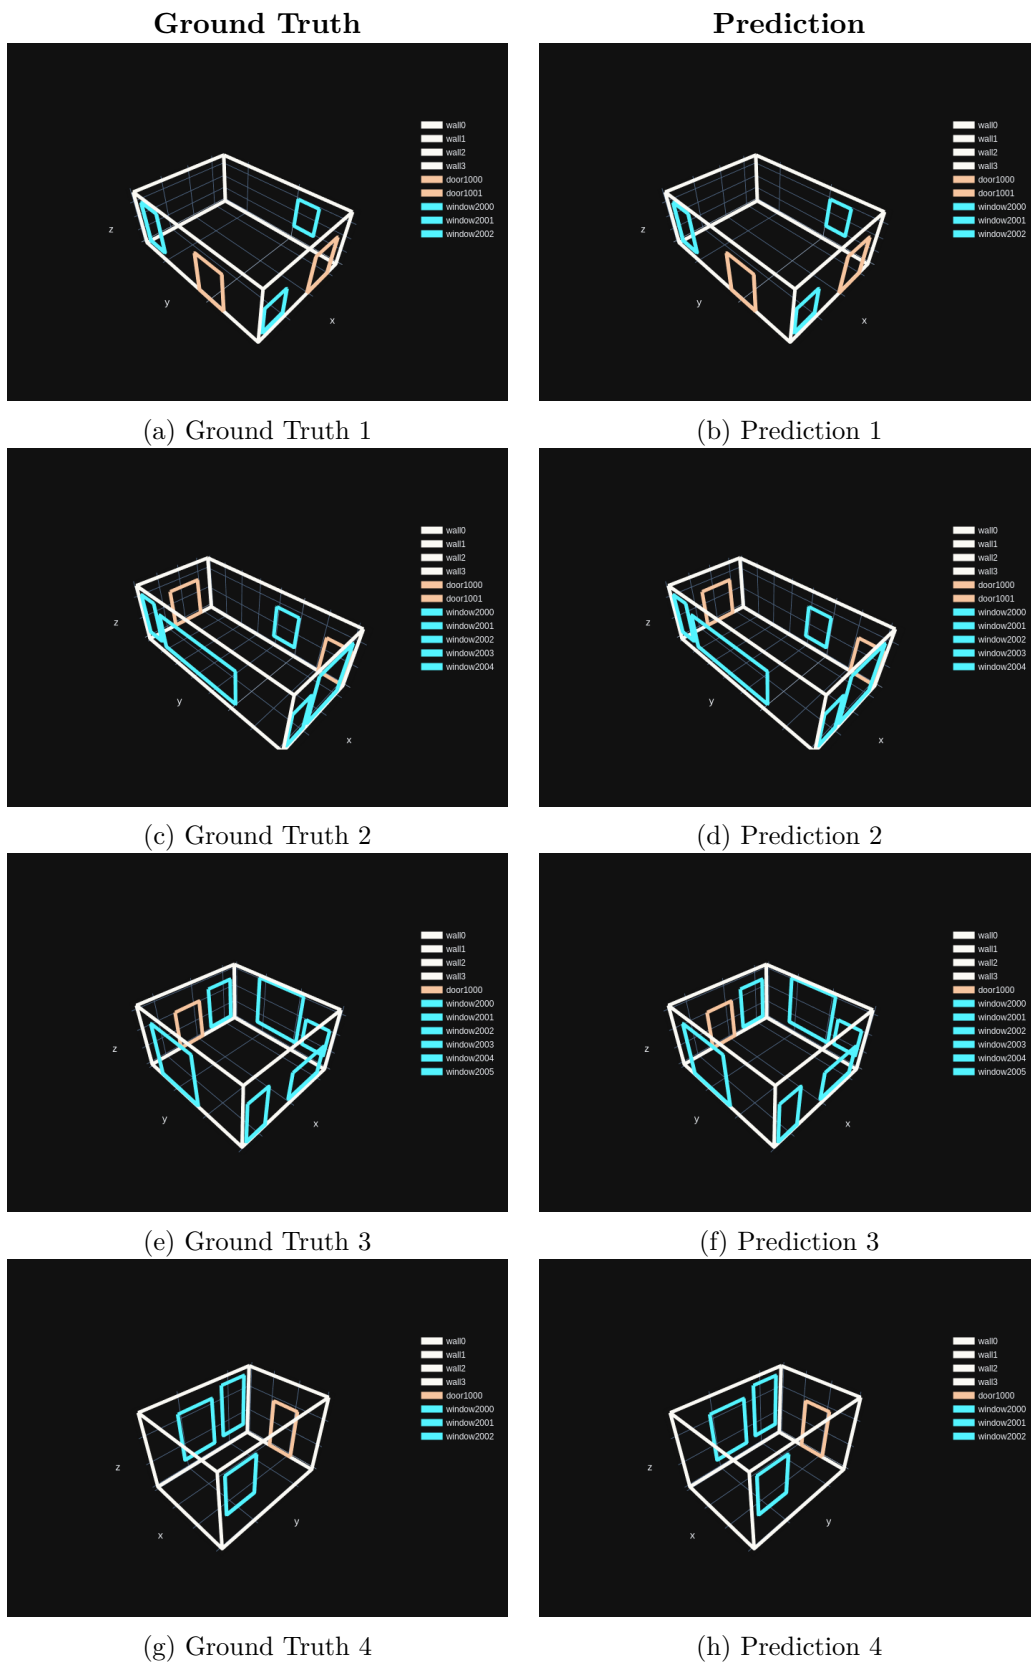 Ground Truth
Prediction
wall0
wall1
wall2
wall3
door1000
door1001
window2000
window2001
window2002
z
y
x
wall0
wall1
wall2
wall3
door1000
door1001
window2000
window2001
window2002
z
y
x
(a) Ground Truth 1
(b) Prediction 1
wall0
wall1
wall2
wall3
door1000
door1001
window2000
window2001
window2002
window2003
window2004
z
y
x
wall0
wall1
wall2
wall3
door1000
door1001
window2000
window2001
window2002
window2003
window2004
z
y
x
(c) Ground Truth 2
(d) Prediction 2
wall0
wall1
wall2
wall3
door1000
window2000
window2001
window2002
window2003
window2004
window2005
z
y
x
wall0
wall1
wall2
wall3
door1000
window2000
window2001
window2002
window2003
window2004
window2005
z
y
x
(e) Ground Truth 3
(f) Prediction 3
wall0
wall1
wall2
wall3
door1000
window2000
window2001
window2002
z
x
y
wall0
wall1
wall2
wall3
door1000
window2000
window2001
window2002
z
x
y
(g) Ground Truth 4
(h) Prediction 4